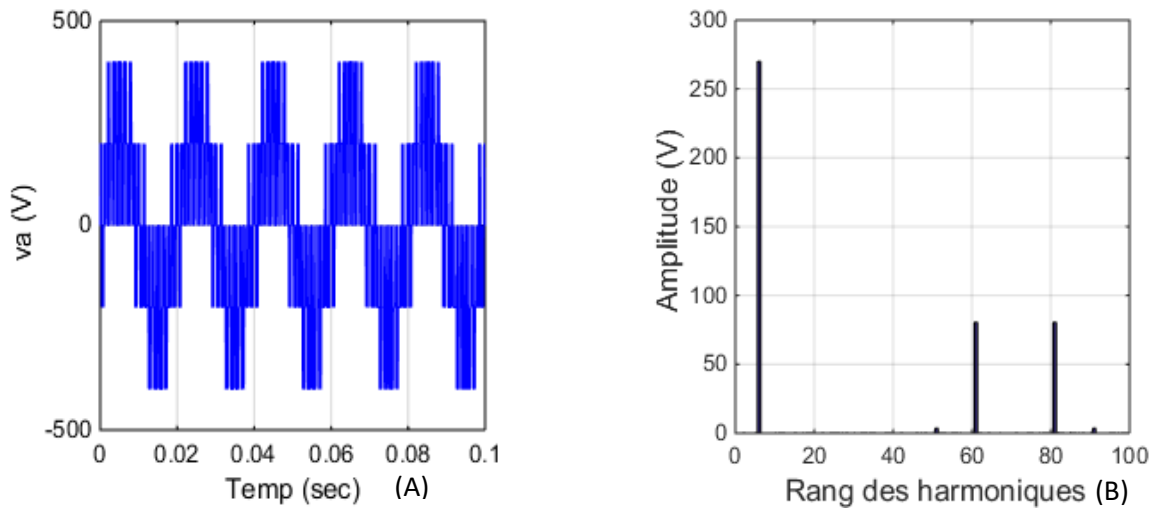 500
0
-500
va (V)
0 0.02 0.04 0.06 0.08 0.1
Temp (sec) (A)
300
250
200
150
100
50
0
Amplitude (V)
0 20 40 60 80 100
Rang des harmoniques (B)